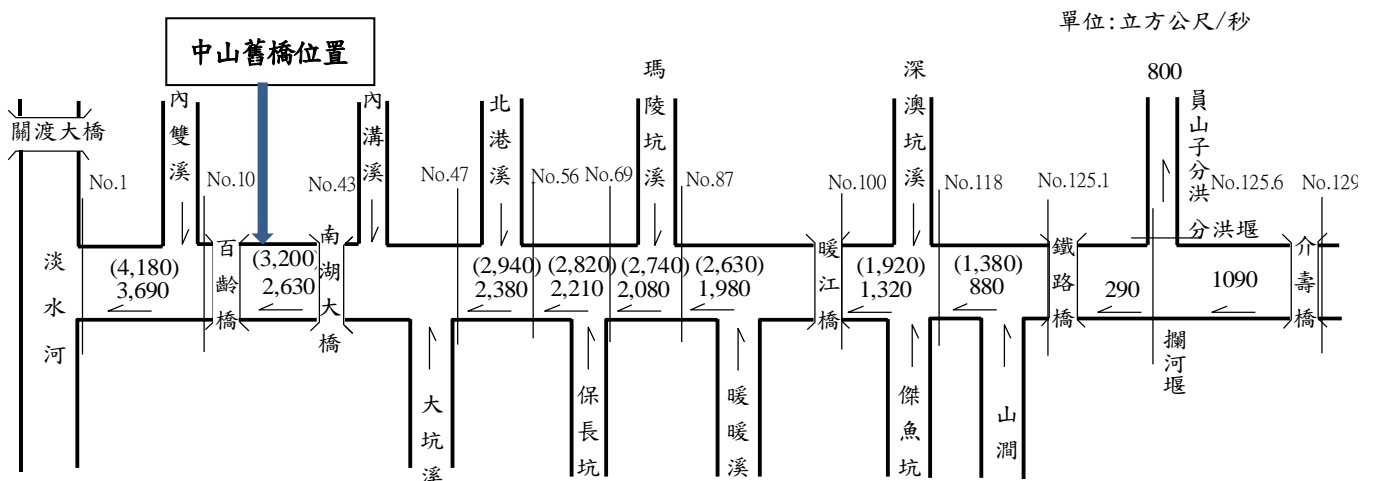 單位:立方公尺/秒
中山舊橋位置
關渡大橋
內雙溪
內溝溪
北港溪
瑪陵坑溪
深澳坑溪
800
員山子分洪
No.1
No.10
No.43
No.47
No.56
No.69
No.87
No.100
No.118
No.125.1
No.125.6
No.129
分洪堰
淡水河
(4,180)
3,690
百齡橋
(3,200)
2,630
南湖大橋
(2,940)
2,380
(2,820)
2,210
(2,740)
2,080
(2,630)
1,980
暖江橋
(1,920)
1,320
(1,380)
880
鐵路橋
290
1090
介壽橋
攔河堰
大坑溪
保長坑
暖暖溪
傑魚坑
山澗